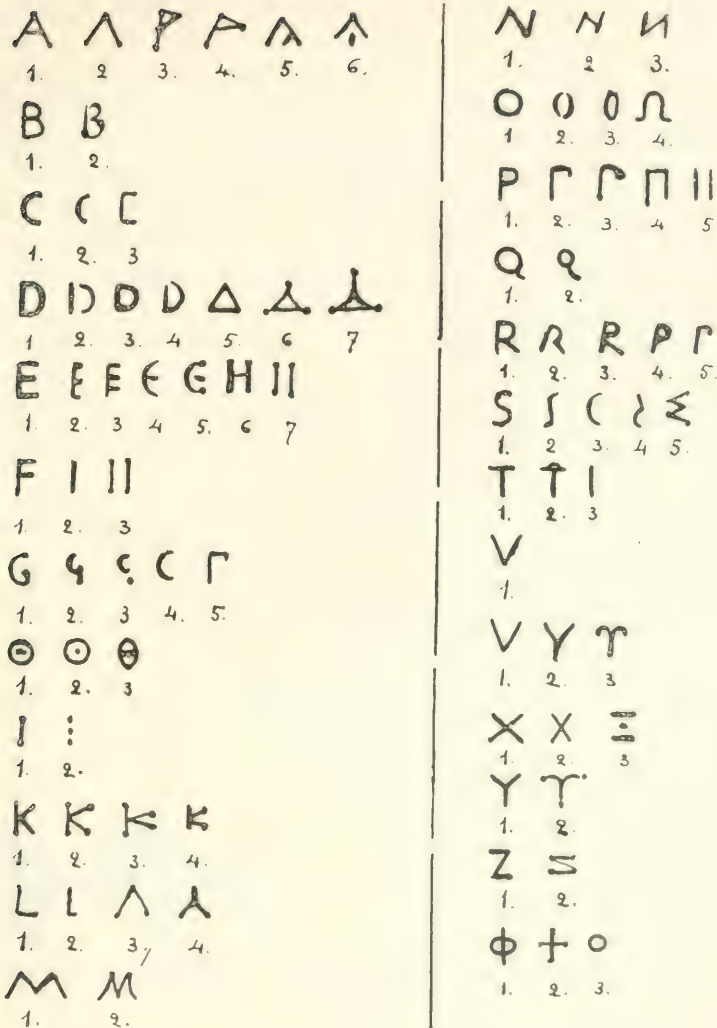 A Λ
1. 2 3. 4. 5. 6.
B B
1. 2.
C ( [
1. 2. 3
D D D D Δ
1 2. 3. 4 5. 6 7
E E E Є Є H II
1. 2. 3 4 5. 6 7
F I II
1. 2. 3
G G ç C Γ
1. 2. 3 4. 5.
Θ ⊙ Θ
1. 2. 3
I ⋮
1. 2.
K K K K
1. 2. 3. 4.
L L Λ
1. 2. 3, 4.
M M
1. 2.
N N И
1. 2 3.
O () O Ω
1 2. 3. 4.
P Γ Γ Π II
1. 2. 3. 4 5
Q Q
1. 2.
R R R P Γ
1. 2. 3. 4. 5.
S S ( S
1. 2 3. 4 5.
T T I
1. 2. 3
V
1.
V Y ϒ
1. 2. 3
X X Ξ
1. 2. 3
Y ϒ
1. 2.
Z Z
1. 2.
Φ + O
1. 2. 3.